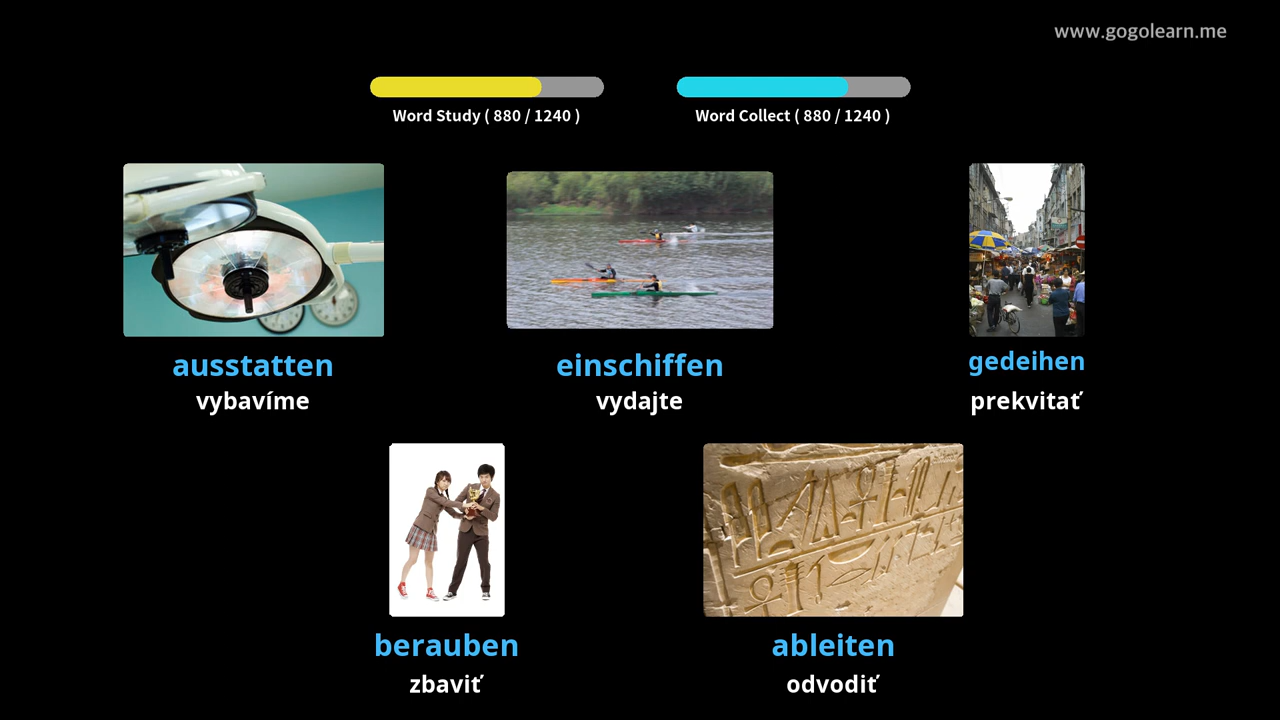 www.gogolearn.me
Word Study ( 880 / 1240 )
Word Collect ( 880 / 1240 )
ausstatten
vybavíme
einschiffen
vydajte
gedeihen
prekvitať
berauben
zbaviť
ableiten
odvodiť